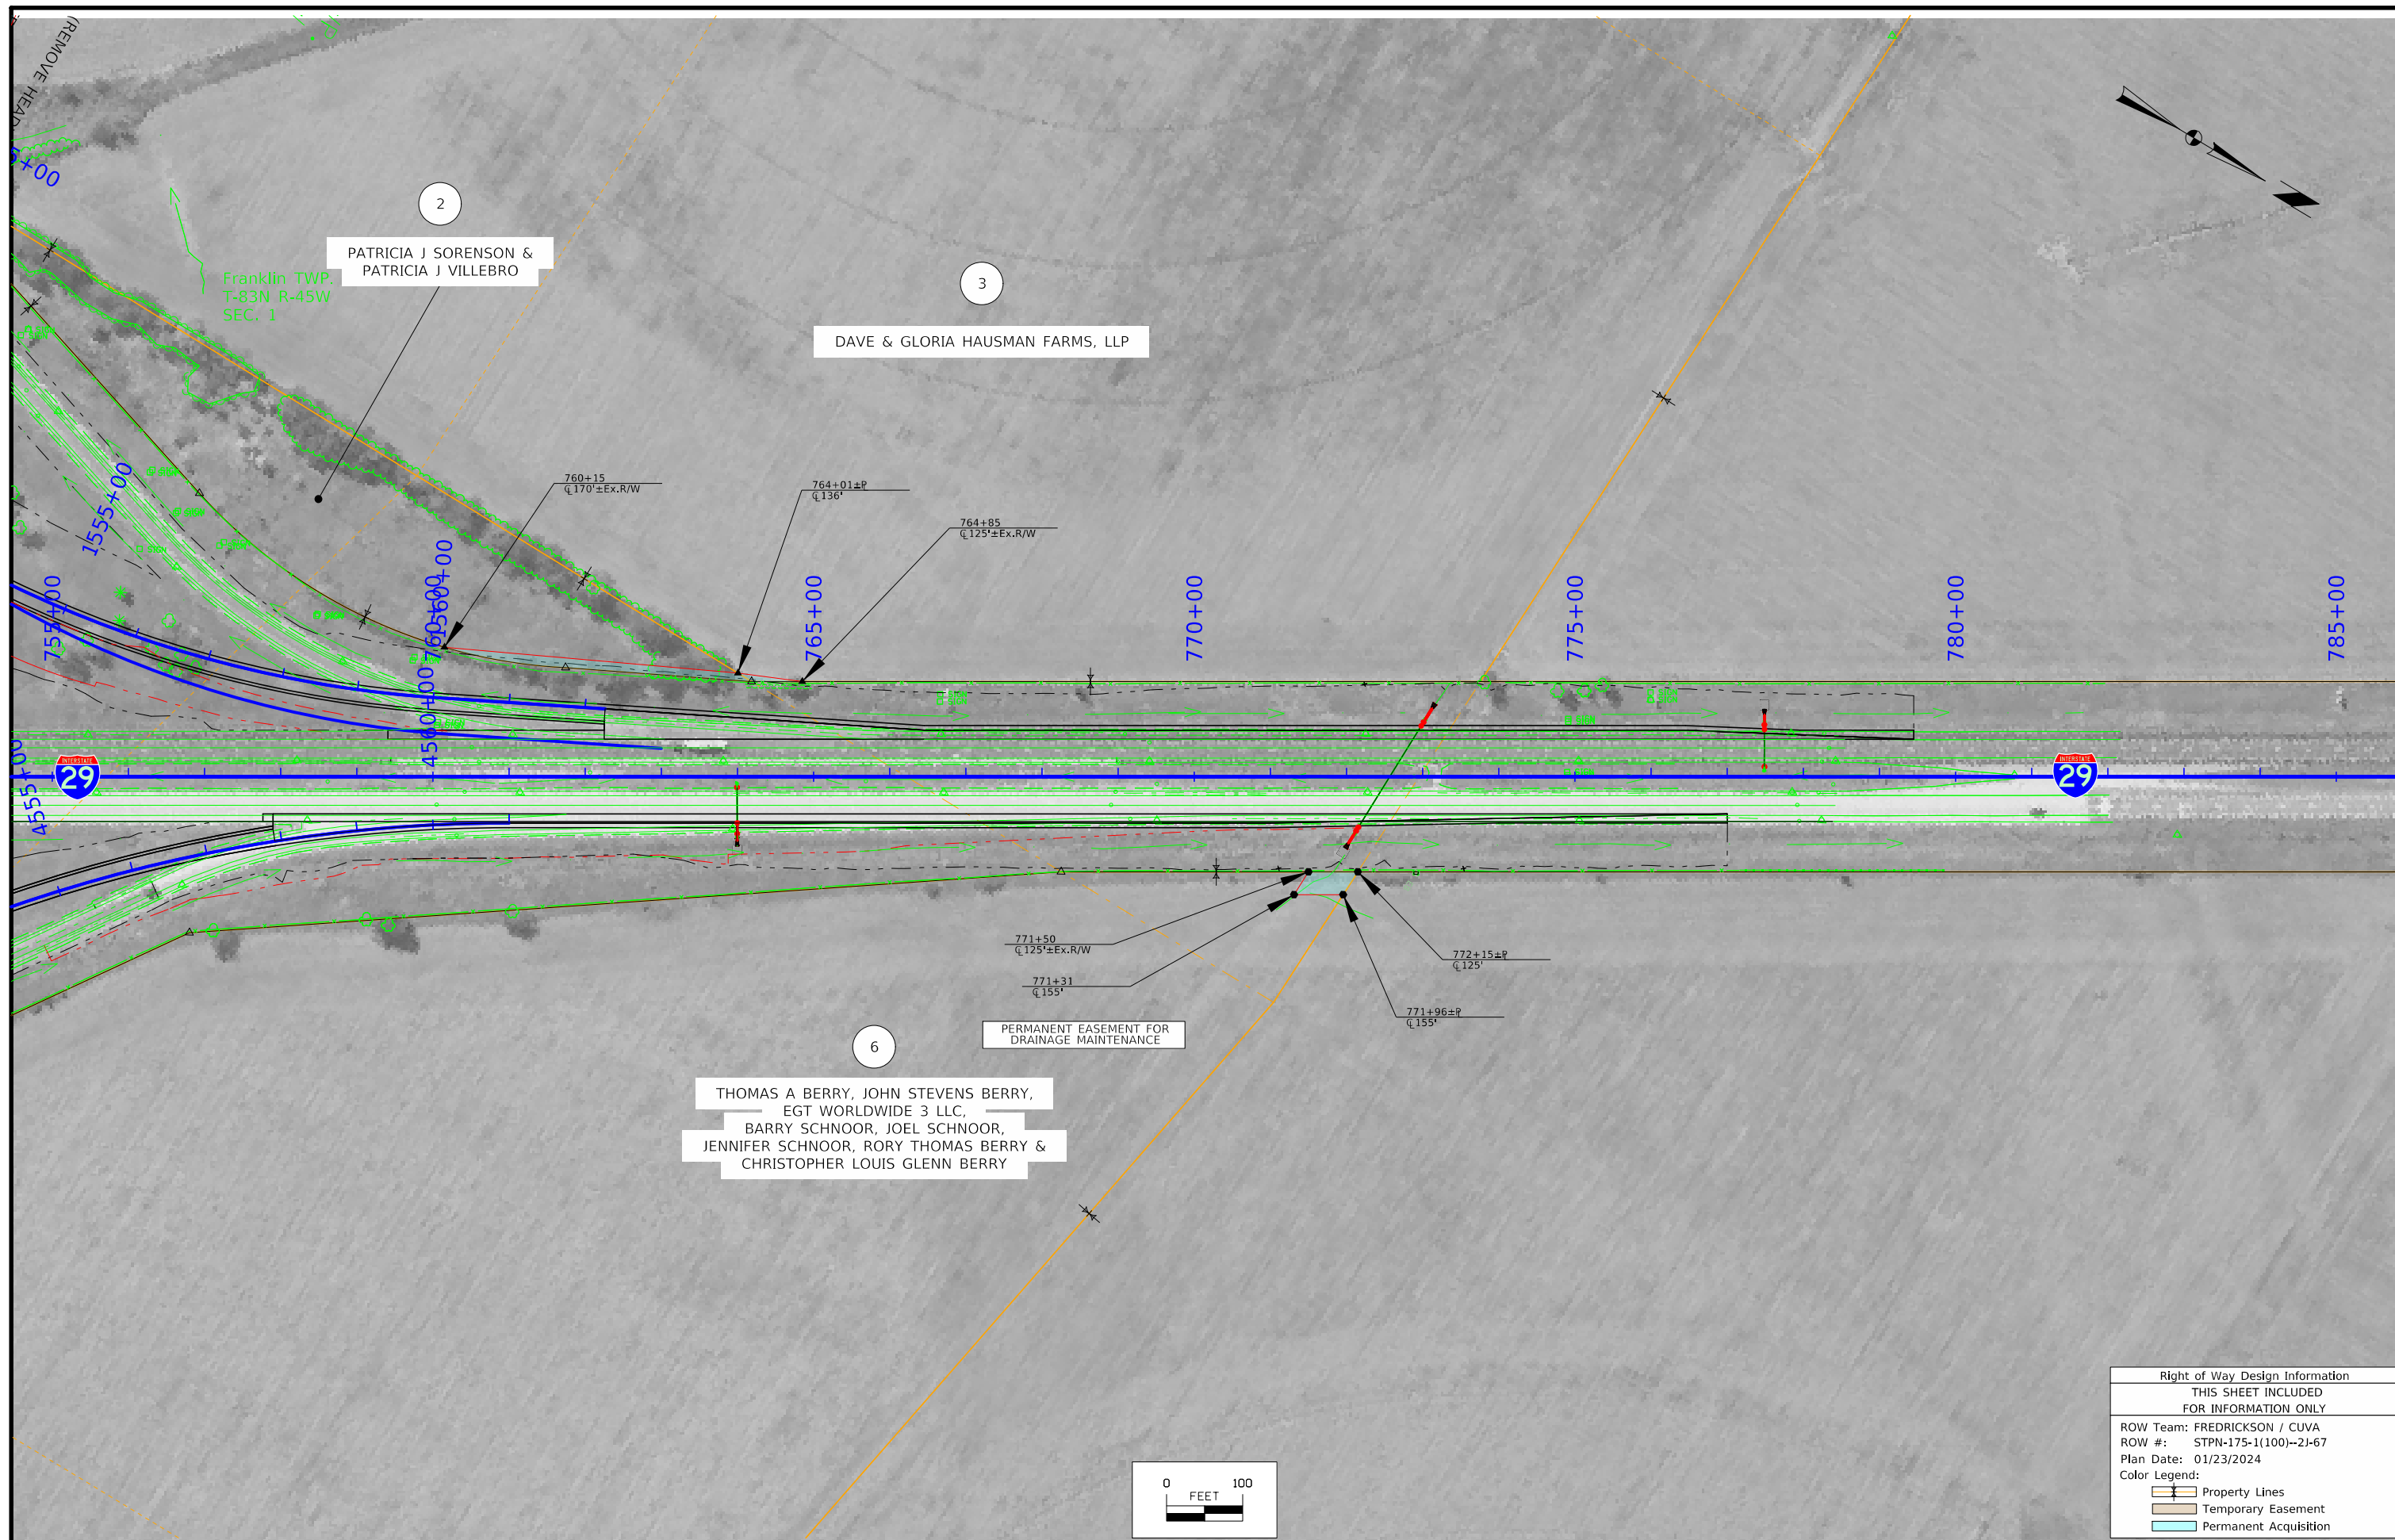 (REMOVE HEAD
5+00
2
PATRICIA J SORENSON &
PATRICIA J VILLEBRO
Franklin TWP.
T-83N R-45W
SEC. 1
3
DAVE & GLORIA HAUSMAN FARMS, LLP
760+15
℄170'±Ex.R/W
764+01±℄
℄136'
764+85
℄125'±Ex.R/W
1555+00
755+00
1560+00
760+00
765+00
770+00
775+00
780+00
785+00
4560+00
4555+00
INTERSTATE
29
INTERSTATE
29
771+50
℄125'±Ex.R/W
771+31
℄155'
772+15±℄
℄125'
771+96±℄
℄155'
PERMANENT EASEMENT FOR
DRAINAGE MAINTENANCE
6
THOMAS A BERRY, JOHN STEVENS BERRY,
EGT WORLDWIDE 3 LLC,
BARRY SCHNOOR, JOEL SCHNOOR,
JENNIFER SCHNOOR, RORY THOMAS BERRY &
CHRISTOPHER LOUIS GLENN BERRY
0 100
FEET
Right of Way Design Information
THIS SHEET INCLUDED
FOR INFORMATION ONLY
ROW Team: FREDRICKSON / CUVA
ROW #: STPN-175-1(100)--2J-67
Plan Date: 01/23/2024
Color Legend:
Property Lines
Temporary Easement
Permanent Acquisition